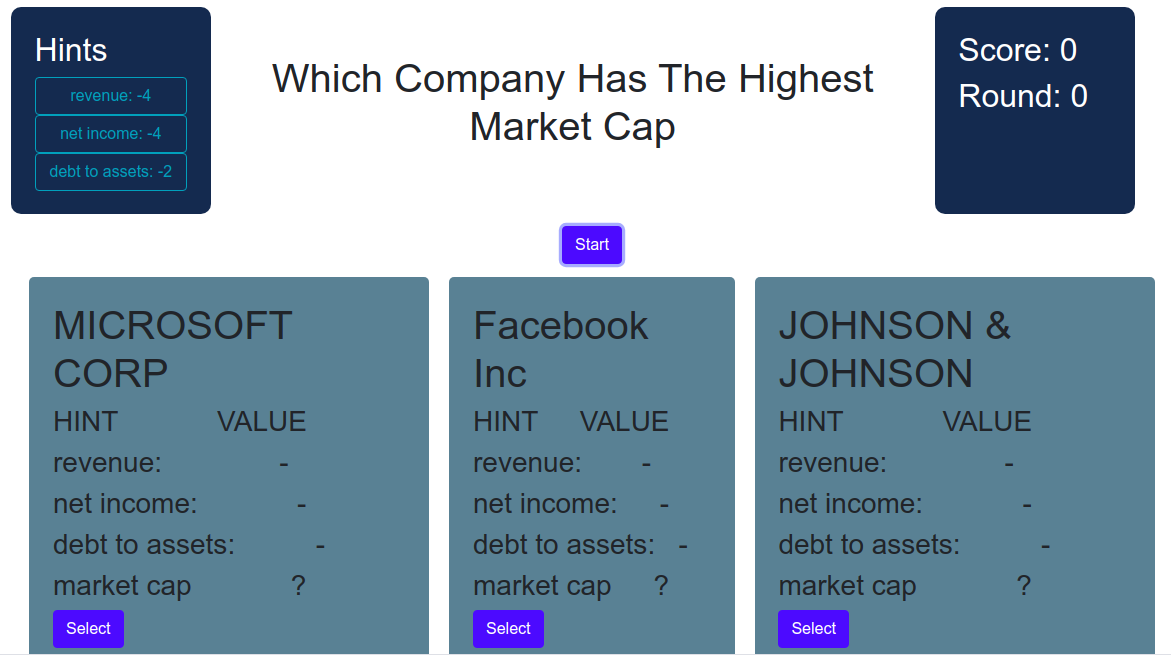 Hints
revenue: -4
net income: -4
debt to assets: -2
Which Company Has The Highest
Market Cap
Score: 0
Round: 0
Start
MICROSOFT
CORP
HINT VALUE
revenue: -
net income: -
debt to assets: -
market cap ?
Select
Facebook
Inc
HINT VALUE
revenue: -
net income: -
debt to assets: -
market cap ?
Select
JOHNSON &
JOHNSON
HINT VALUE
revenue: -
net income: -
debt to assets: -
market cap ?
Select